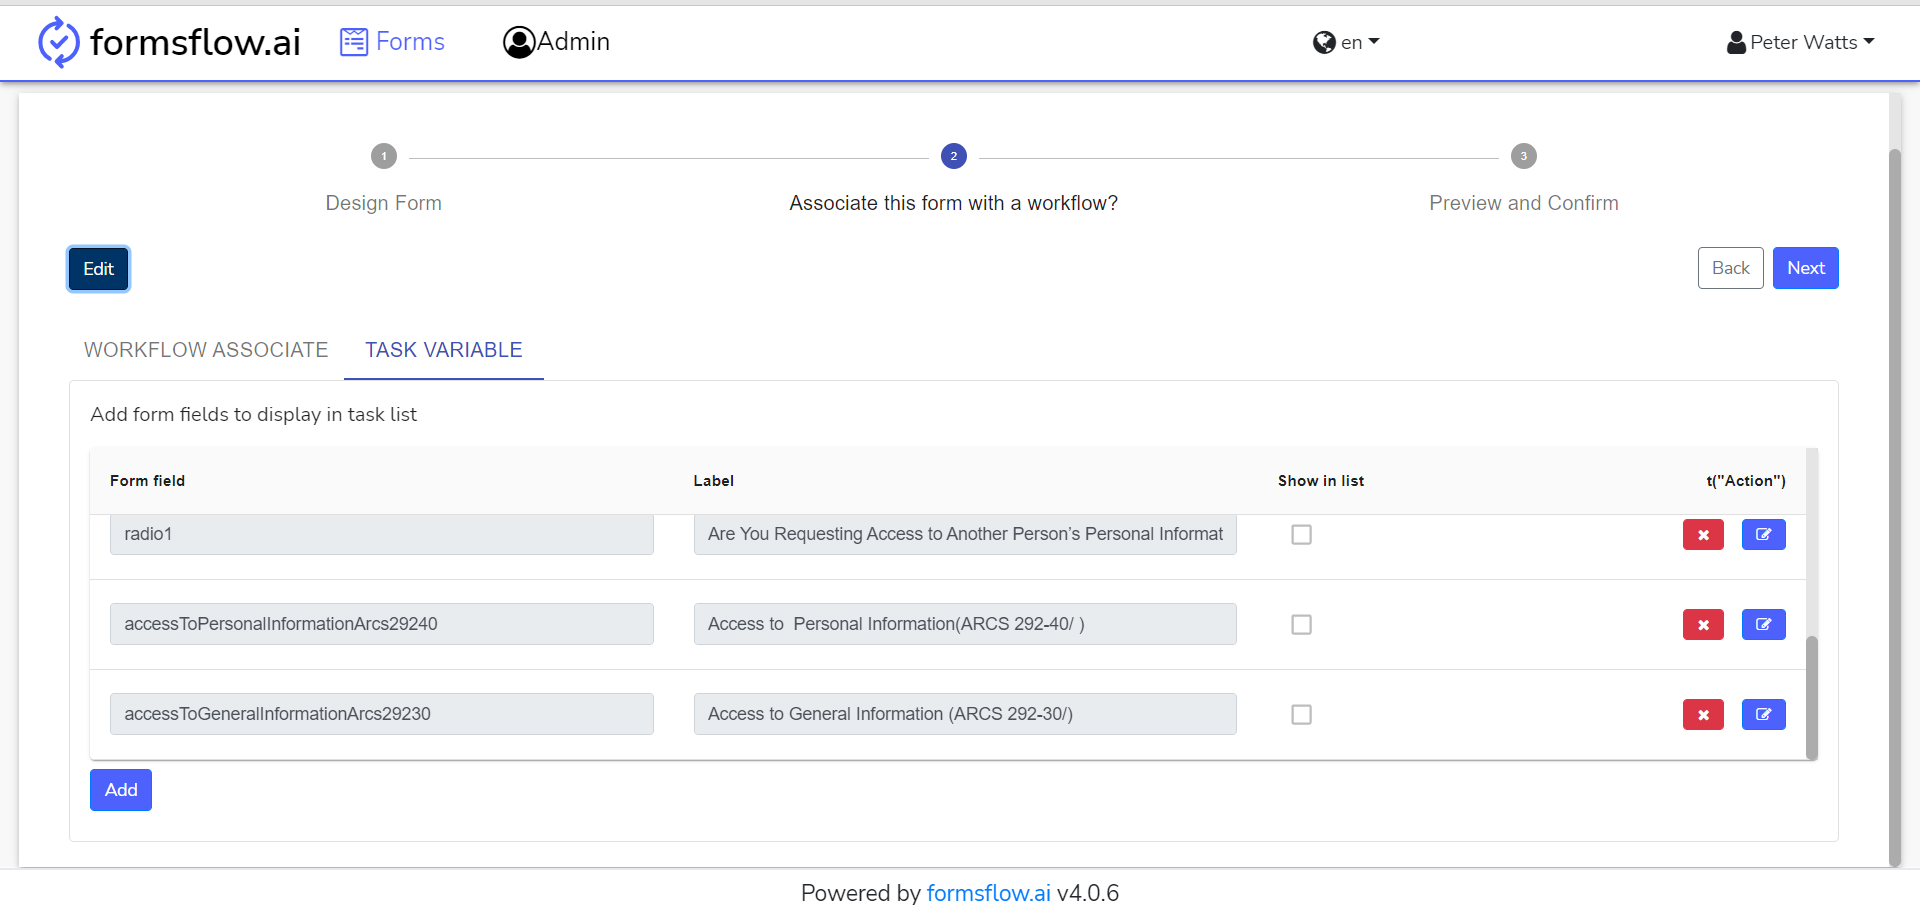 formsflow.ai Forms Admin en Peter Watts
1 2 3
Design Form Associate this form with a workflow? Preview and Confirm
Edit Back Next
WORKFLOW ASSOCIATE TASK VARIABLE
Add form fields to display in task list
Form field Label Show in list t("Action")
radio1 Are You Requesting Access to Another Person’s Personal Informat
accessToPersonalInformationArcs29240 Access to  Personal Information(ARCS 292-40/ )
accessToGeneralInformationArcs29230 Access to General Information (ARCS 292-30/)
Add
Powered by formsflow.ai v4.0.6